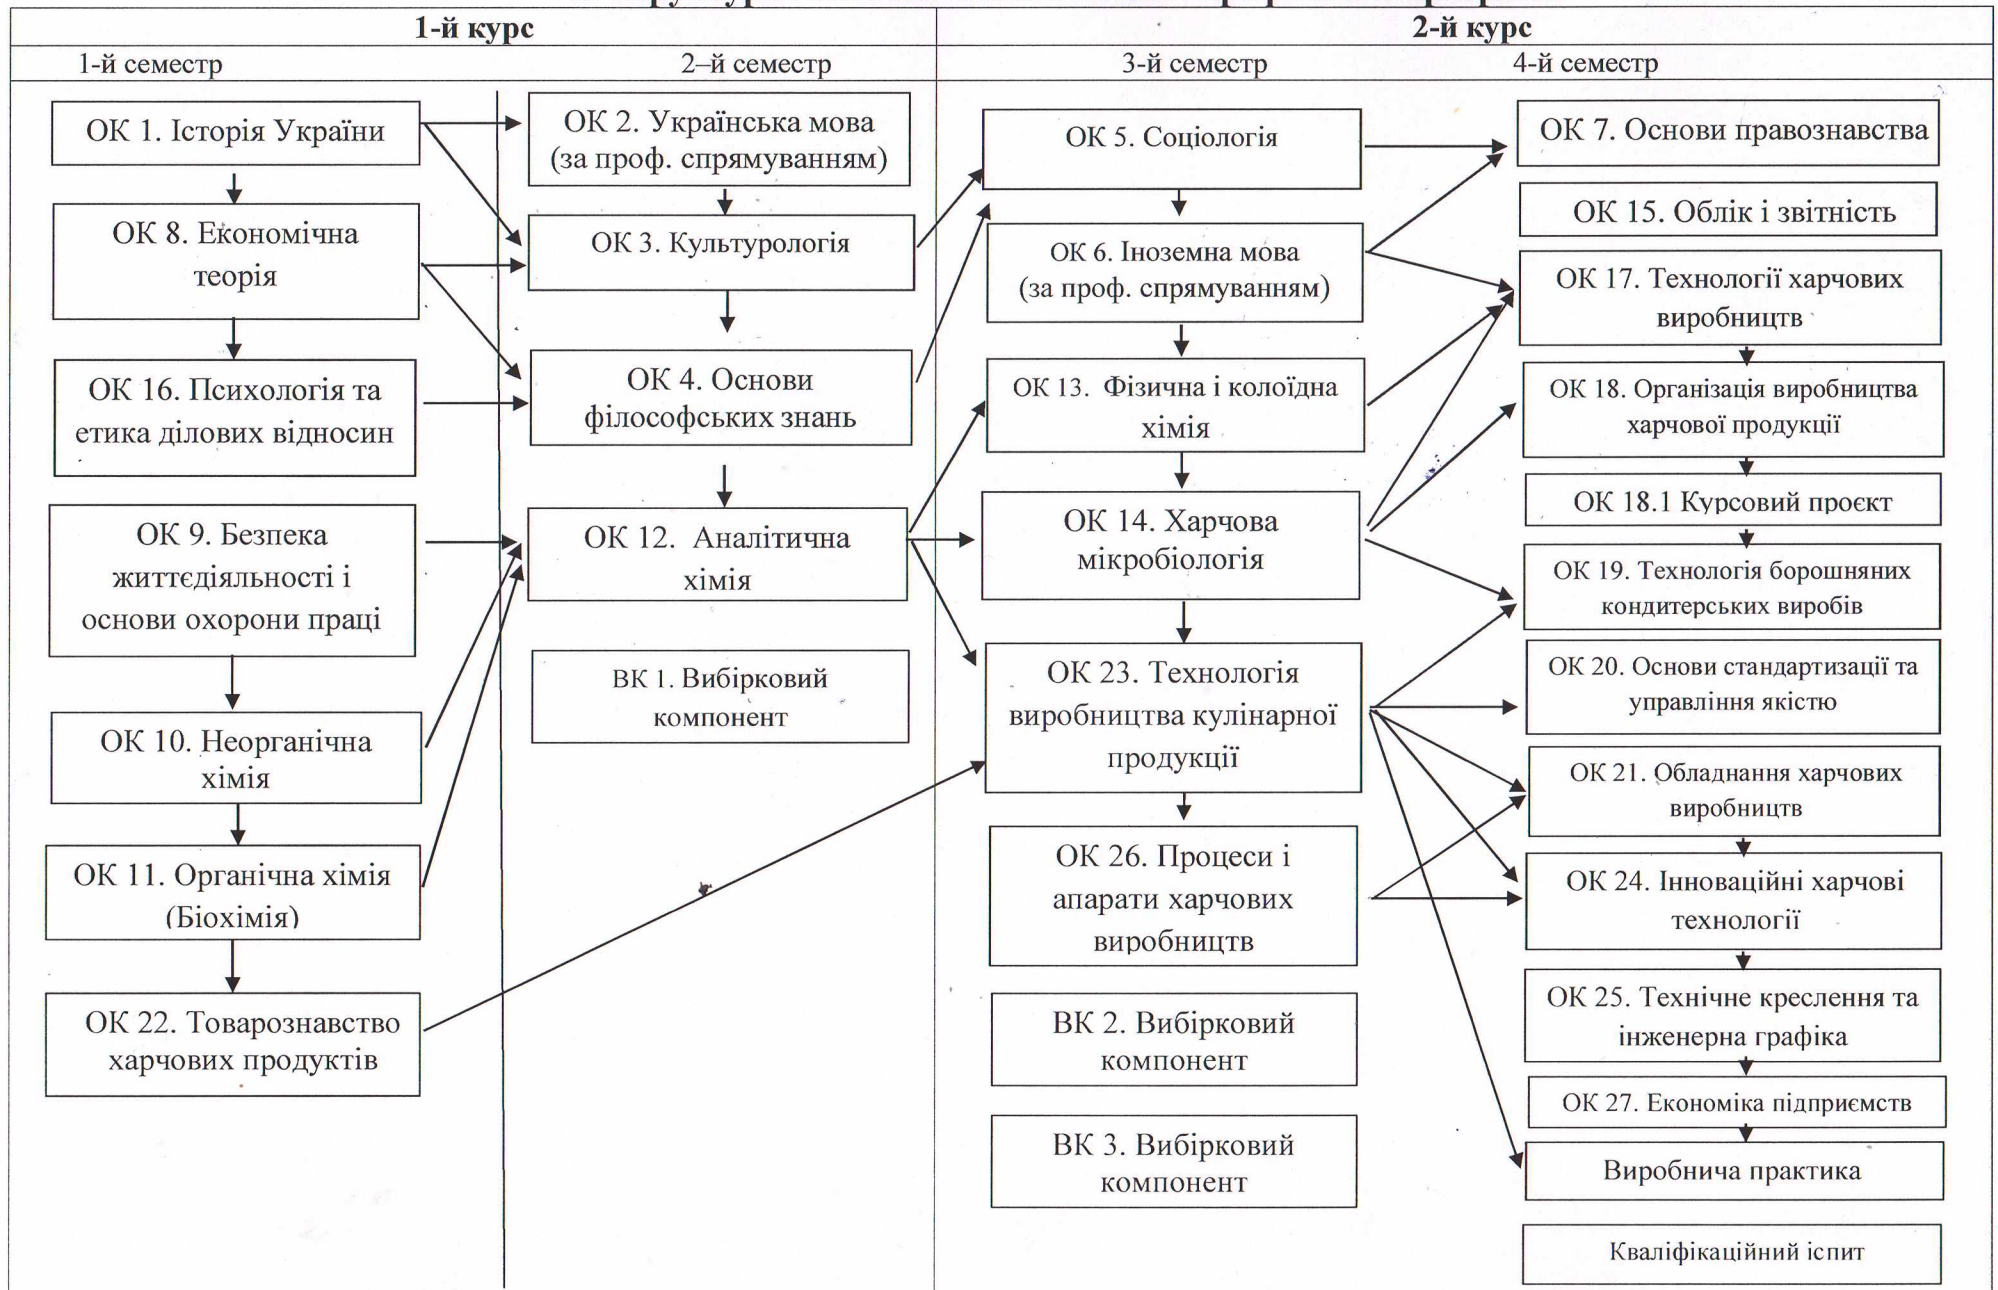 1-й курс
2-й курс
1-й семестр
2–й семестр
3-й семестр
4-й семестр
ОК 1. Історія України
ОК 8. Економічна
теорія
ОК 16. Психологія та
етика ділових відносин
ОК 9. Безпека
життєдіяльності і
основи охорони праці
ОК 10. Неорганічна
хімія
ОК 11. Органічна хімія
(Біохімія)
ОК 22. Товарознавство
харчових продуктів
ОК 2. Українська мова
(за проф. спрямуванням)
ОК 3. Культурологія
ОК 4. Основи
філософських знань
ОК 12. Аналітична
хімія
ВК 1. Вибірковий
компонент
ОК 5. Соціологія
ОК 6. Іноземна мова
(за проф. спрямуванням)
ОК 13. Фізична і колоїдна
хімія
ОК 14. Харчова
мікробіологія
ОК 23. Технологія
виробництва кулінарної
продукції
ОК 26. Процеси і
апарати харчових
виробництв
ВК 2. Вибірковий
компонент
ВК 3. Вибірковий
компонент
ОК 7. Основи правознавства
ОК 15. Облік і звітність
ОК 17. Технології харчових
виробництв
ОК 18. Організація виробництва
харчової продукції
ОК 18.1 Курсовий проєкт
ОК 19. Технологія борошняних
кондитерських виробів
ОК 20. Основи стандартизації та
управління якістю
ОК 21. Обладнання харчових
виробництв
ОК 24. Інноваційні харчові
технології
ОК 25. Технічне креслення та
інженерна графіка
ОК 27. Економіка підприємств
Виробнича практика
Кваліфікаційний іспит